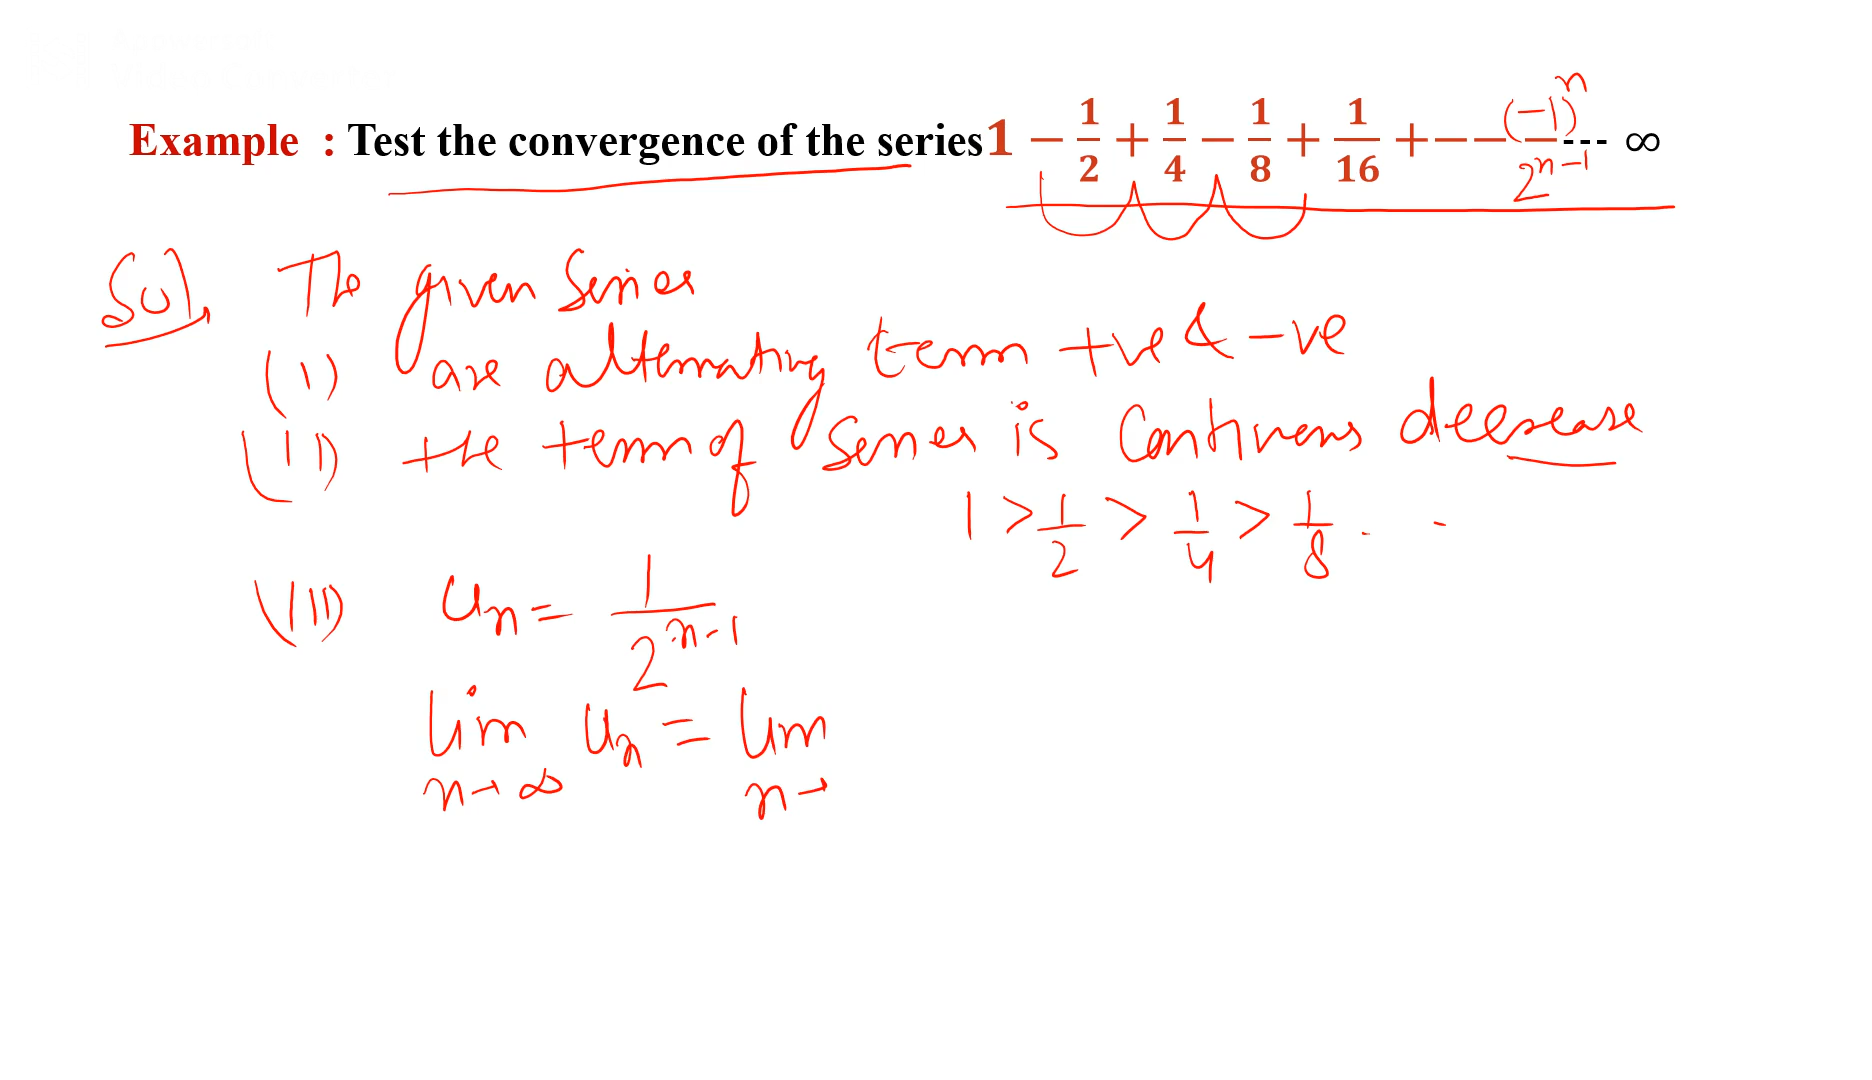 Example : Test the convergence of the series 1 − 1/2 + 1/4 − 1/8 + 1/16 + − − (−1)^n/2^(n−1) --- ∞
Sol. The given Series
(i) are alternating term +ve & −ve
(ii) the term of Series is Continous decrease
1 > 1/2 > 1/4 > 1/8 . -
(iii) un = 1/2^(n-1)
lim un = lim
n→∞ n→